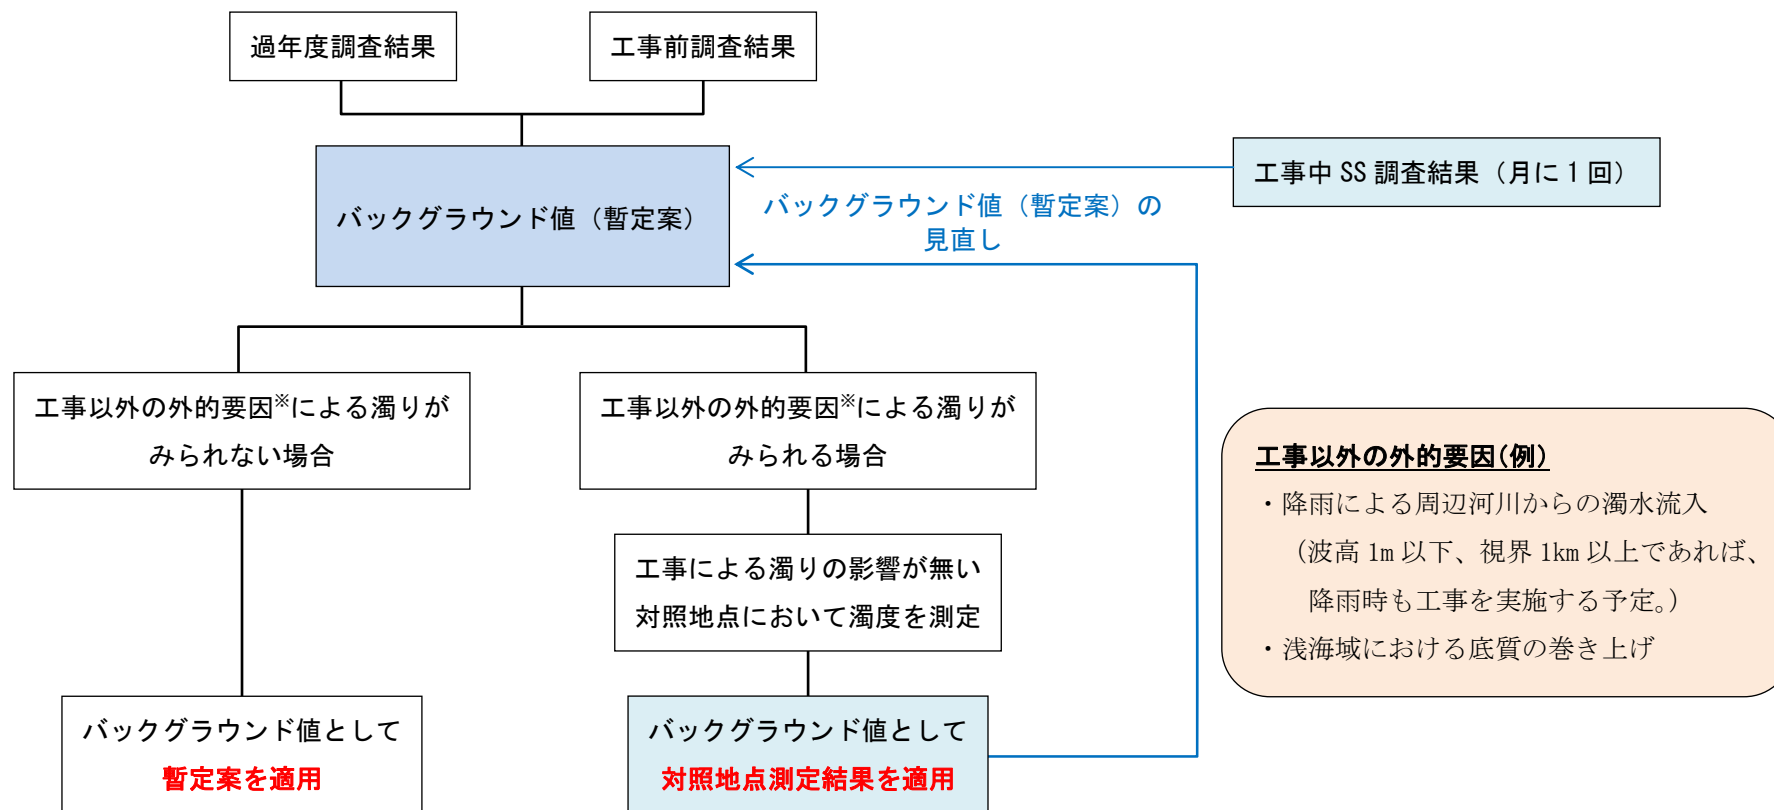 過年度調査結果
工事前調査結果
バックグラウンド値（暫定案）
工事中 SS 調査結果（月に 1 回）
バックグラウンド値（暫定案）の
見直し
工事以外の外的要因※による濁りが
みられない場合
工事以外の外的要因※による濁りが
みられる場合
工事による濁りの影響が無い
対照地点において濁度を測定
バックグラウンド値として
暫定案を適用
バックグラウンド値として
対照地点測定結果を適用
工事以外の外的要因(例)
・降雨による周辺河川からの濁水流入
（波高 1m 以下、視界 1km 以上であれば、
降雨時も工事を実施する予定。）
・浅海域における底質の巻き上げ